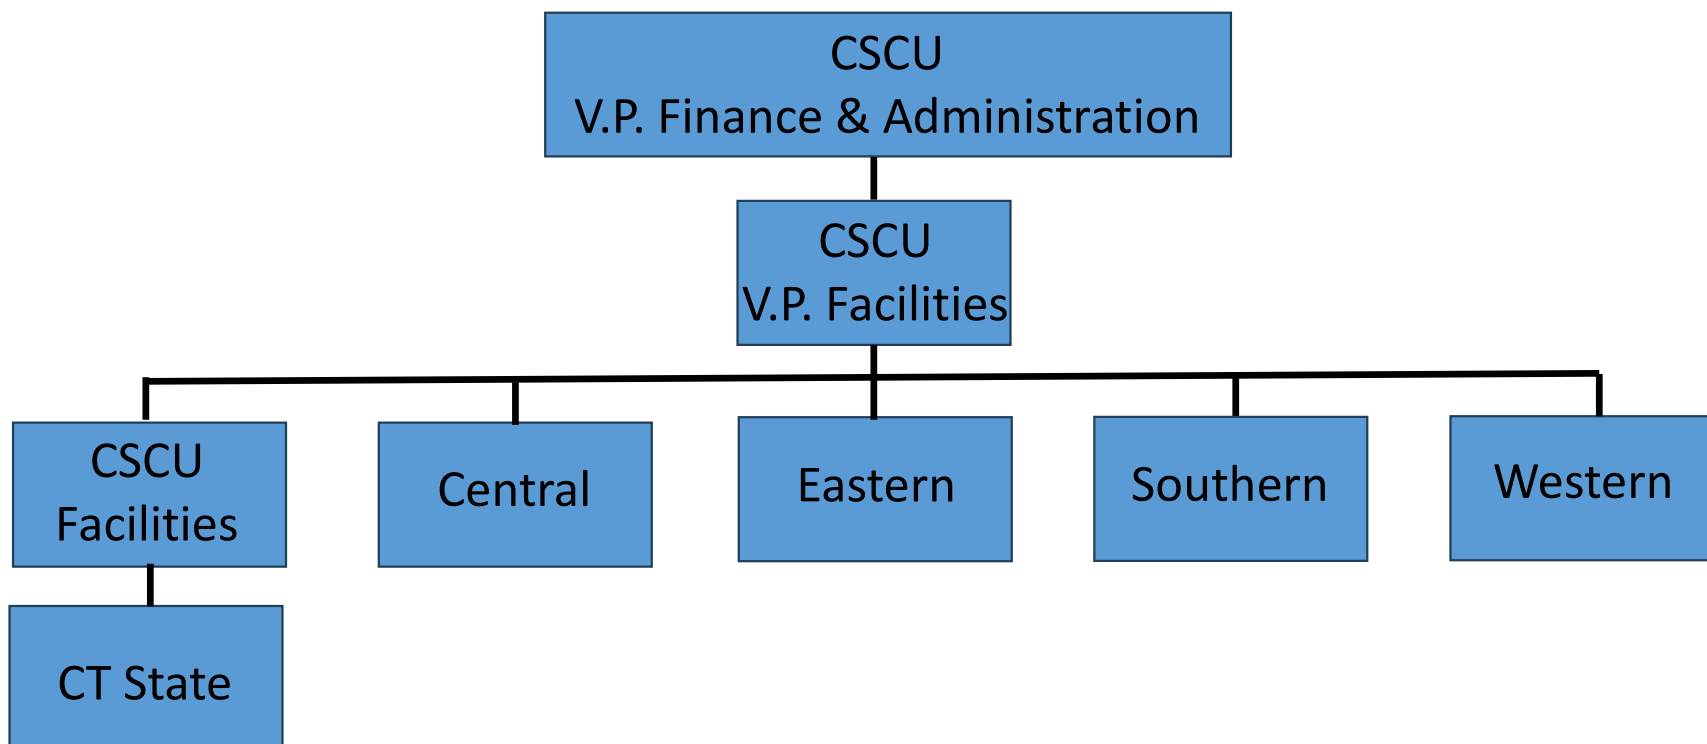 CSCU
V.P. Finance & Administration
CSCU
V.P. Facilities
CSCU
Facilities
Central
Eastern
Southern
Western
CT State